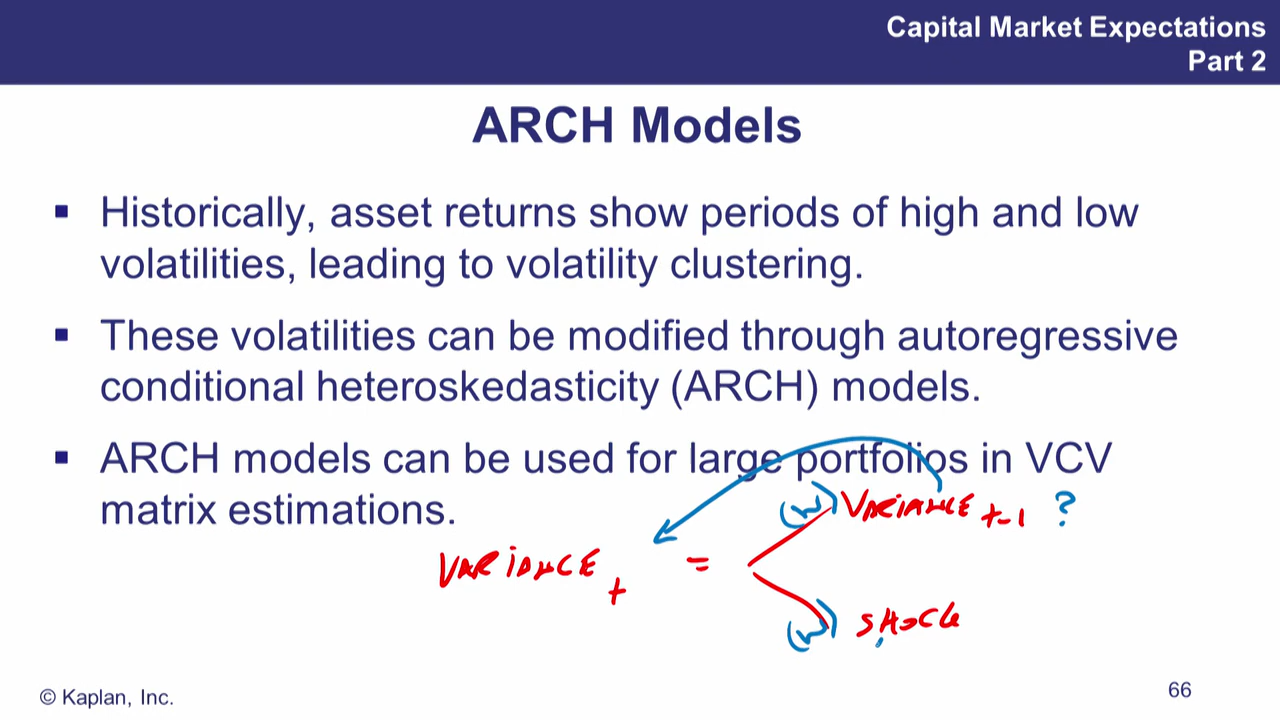 Capital Market Expectations
Part 2
ARCH Models
▪ Historically, asset returns show periods of high and low
volatilities, leading to volatility clustering.
▪ These volatilities can be modified through autoregressive
conditional heteroskedasticity (ARCH) models.
▪ ARCH models can be used for large portfolios in VCV
matrix estimations.
(w) VARIANCE t-1 ?
VARIANCE t =
(w) SHOCK
© Kaplan, Inc.
66